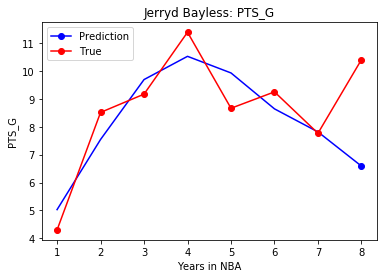 Jerryd Bayless: PTS_G
Prediction
True
PTS_G
11
10
9
8
7
6
5
4
1 2 3 4 5 6 7 8
Years in NBA